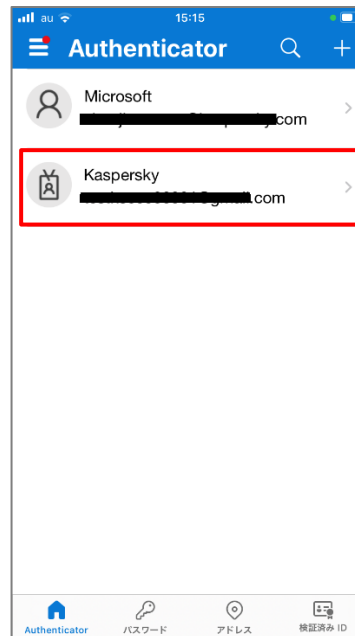 au 15:15
Authenticator
Microsoft
com
Kaspersky
.com
Authenticator パスワード アドレス 検証済み ID